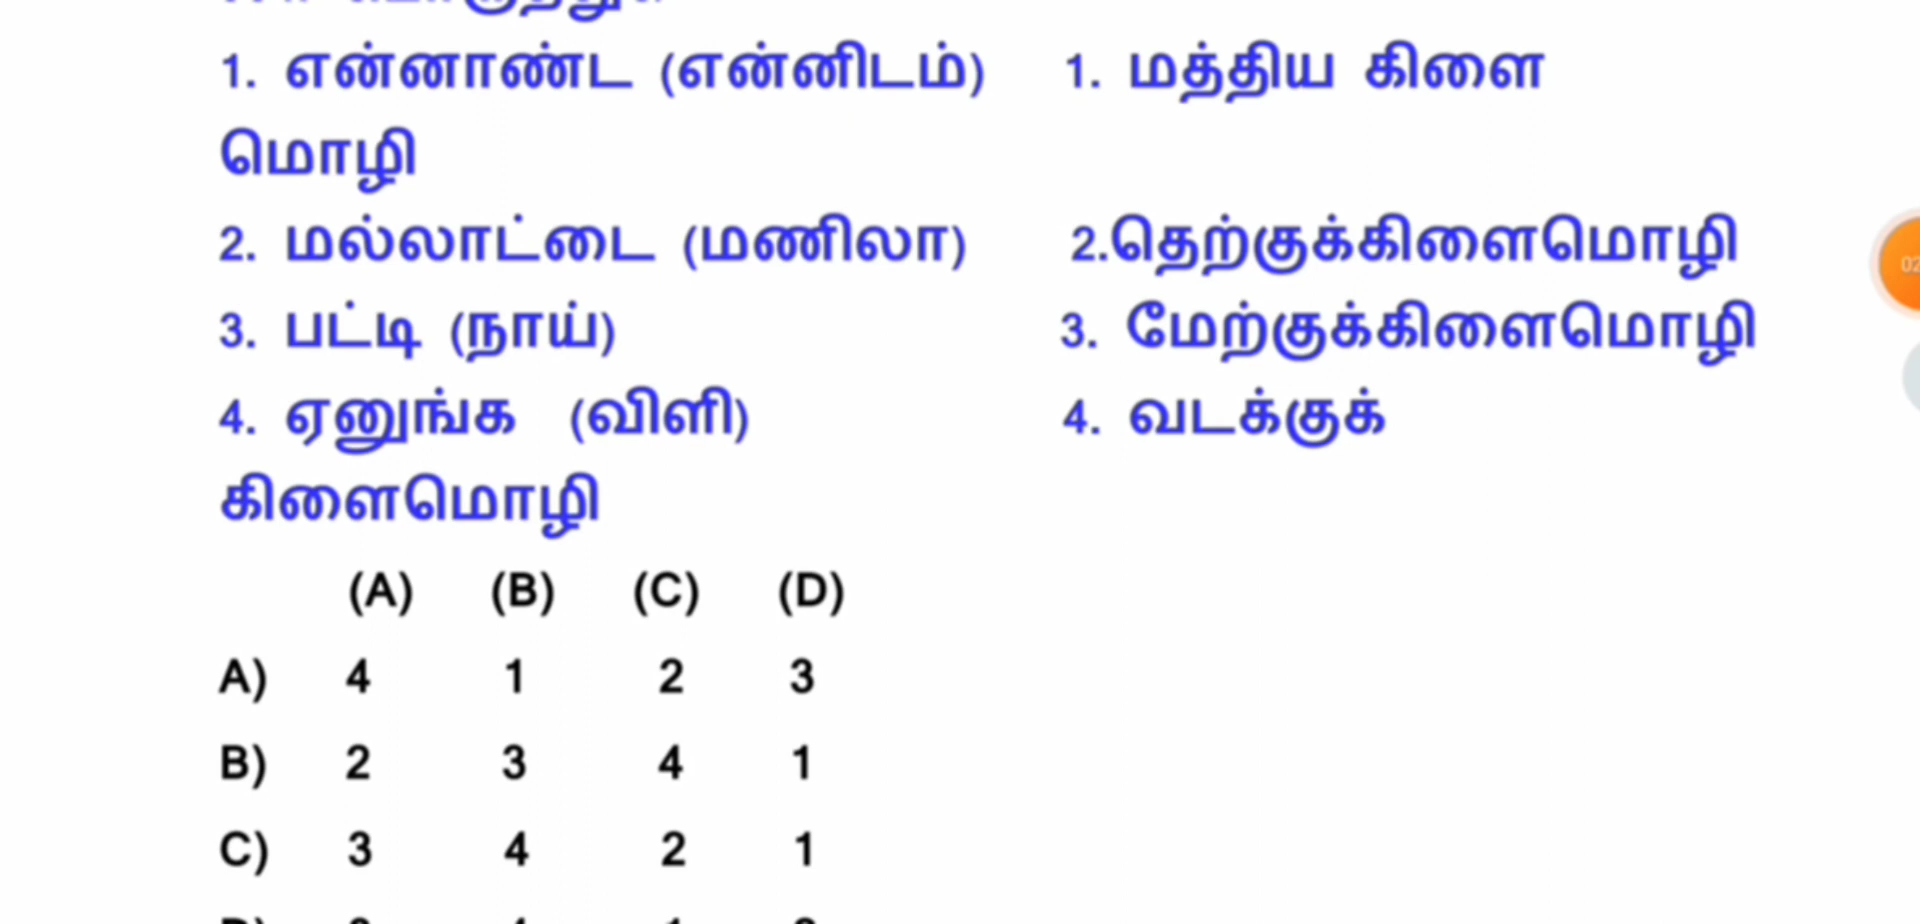 1. என்னாண்ட (என்னிடம்) 1. மத்திய கிளை
மொழி
2. மல்லாட்டை (மணிலா) 2.தெற்குக்கிளைமொழி
3. பட்டி (நாய்) 3. மேற்குக்கிளைமொழி
4. ஏனுங்க (விளி) 4. வடக்குக்
கிளைமொழி
(A) (B) (C) (D)
A) 4 1 2 3
B) 2 3 4 1
C) 3 4 2 1
02